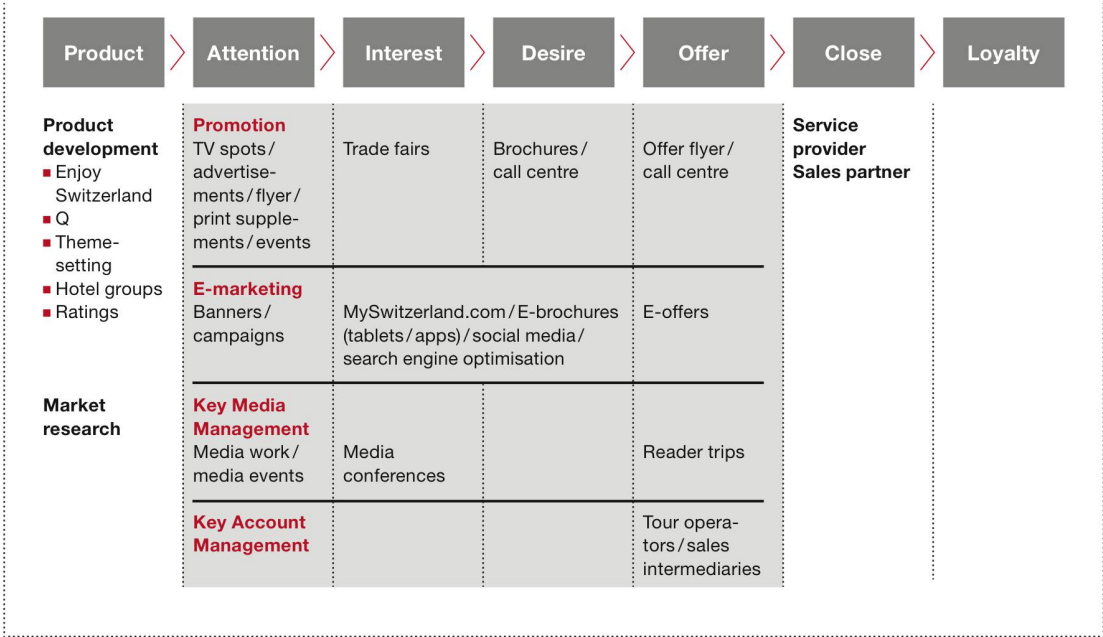 Product
Attention
Interest
Desire
Offer
Close
Loyalty
Product
development
Enjoy
Switzerland
Q
Theme-
setting
Hotel groups
Ratings
Market
research
Promotion
TV spots /
advertise-
ments / flyer /
print supple-
ments / events
Trade fairs
Brochures /
call centre
Offer flyer /
call centre
E-marketing
Banners /
campaigns
MySwitzerland.com / E-brochures
(tablets / apps) / social media /
search engine optimisation
E-offers
Key Media
Management
Media work /
media events
Media
conferences
Reader trips
Key Account
Management
Tour opera-
tors / sales
intermediaries
Service
provider
Sales partner